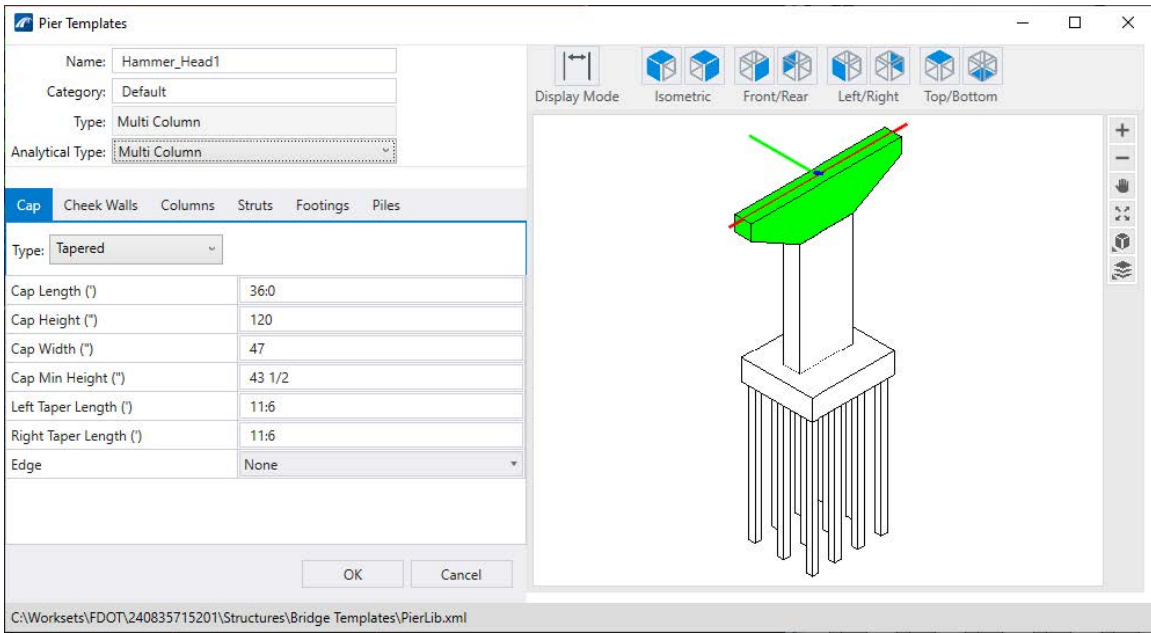 Pier Templates
Name: Hammer_Head1
Category: Default
Type: Multi Column
Analytical Type: Multi Column
Display Mode Isometric Front/Rear Left/Right Top/Bottom
Cap Cheek Walls Columns Struts Footings Piles
Type: Tapered
Cap Length (') 36:0
Cap Height (") 120
Cap Width (") 47
Cap Min Height (") 43 1/2
Left Taper Length (') 11:6
Right Taper Length (') 11:6
Edge None
OK Cancel
C:\Worksets\FDOT\240835715201\Structures\Bridge Templates\PierLib.xml